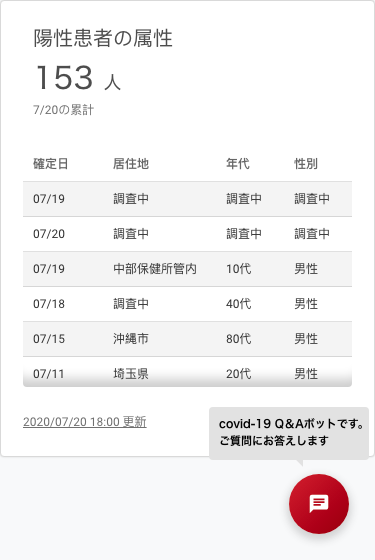 陽性患者の属性
153 人
7/20の累計
確定日 居住地 年代 性別
07/19 調査中 調査中 調査中
07/20 調査中 調査中 調査中
07/19 中部保健所管内 10代 男性
07/18 調査中 40代 男性
07/15 沖縄市 80代 男性
07/11 埼玉県 20代 男性
2020/07/20 18:00 更新
covid-19 Q&Aボットです。
ご質問にお答えします